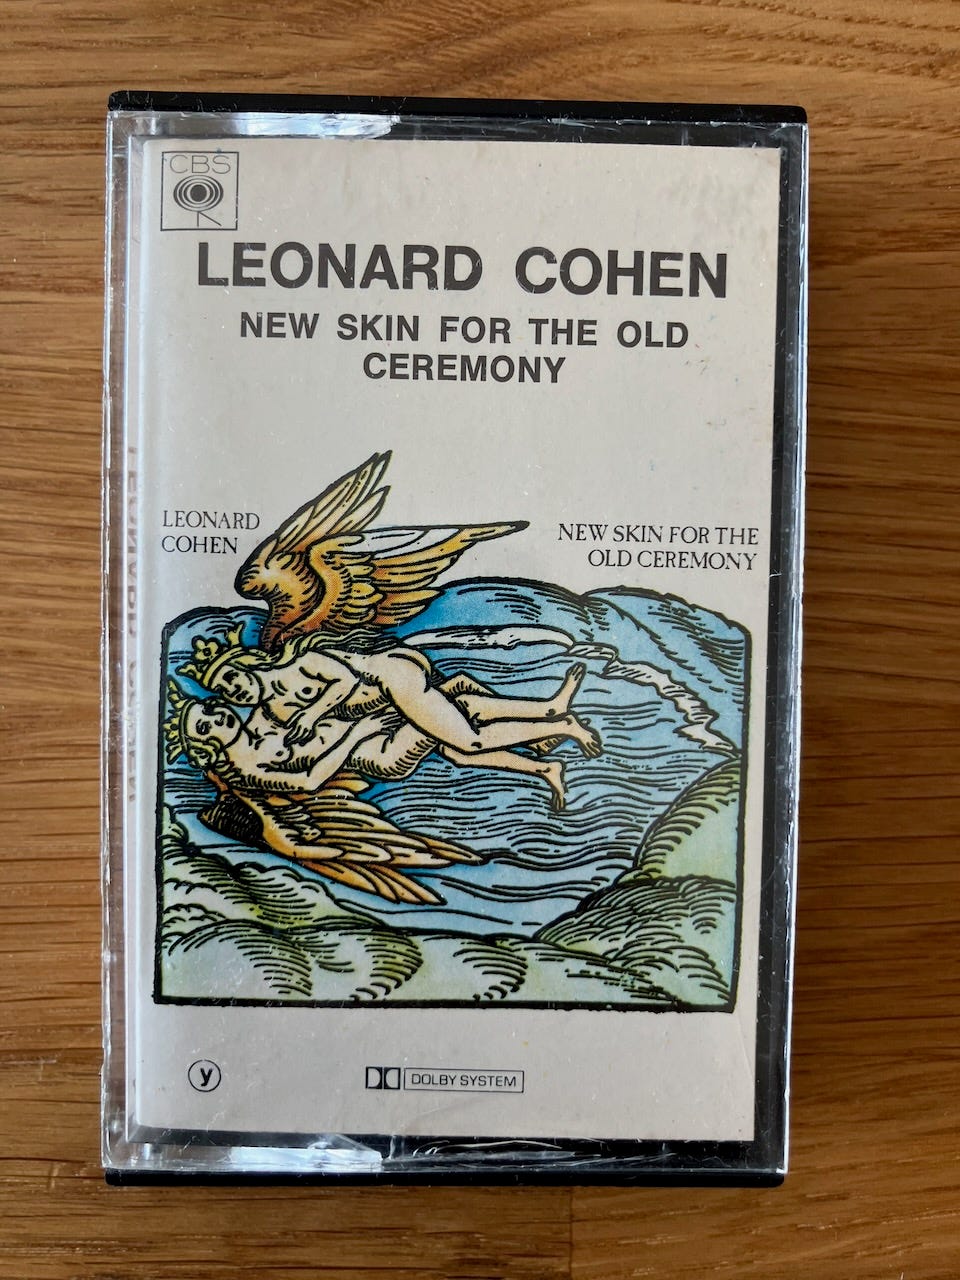 CBS
LEONARD COHEN
NEW SKIN FOR THE OLD
CEREMONY
LEONARD
COHEN
NEW SKIN FOR THE
OLD CEREMONY
y
DOLBY SYSTEM